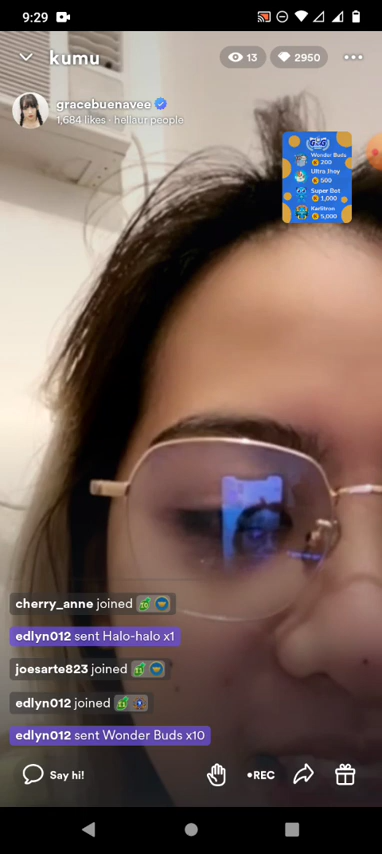 9:29
kumu
13
2950
gracebuenavee
1,684 likes · hellaur people
Wonder Buds
200
Ultra Jhey
500
Super Bot
1,000
5,000
cherry_anne joined
edlyn012 sent Halo-halo x1
joesarte823 joined
edlyn012 joined
edlyn012 sent Wonder Buds x10
Say hi!
•REC